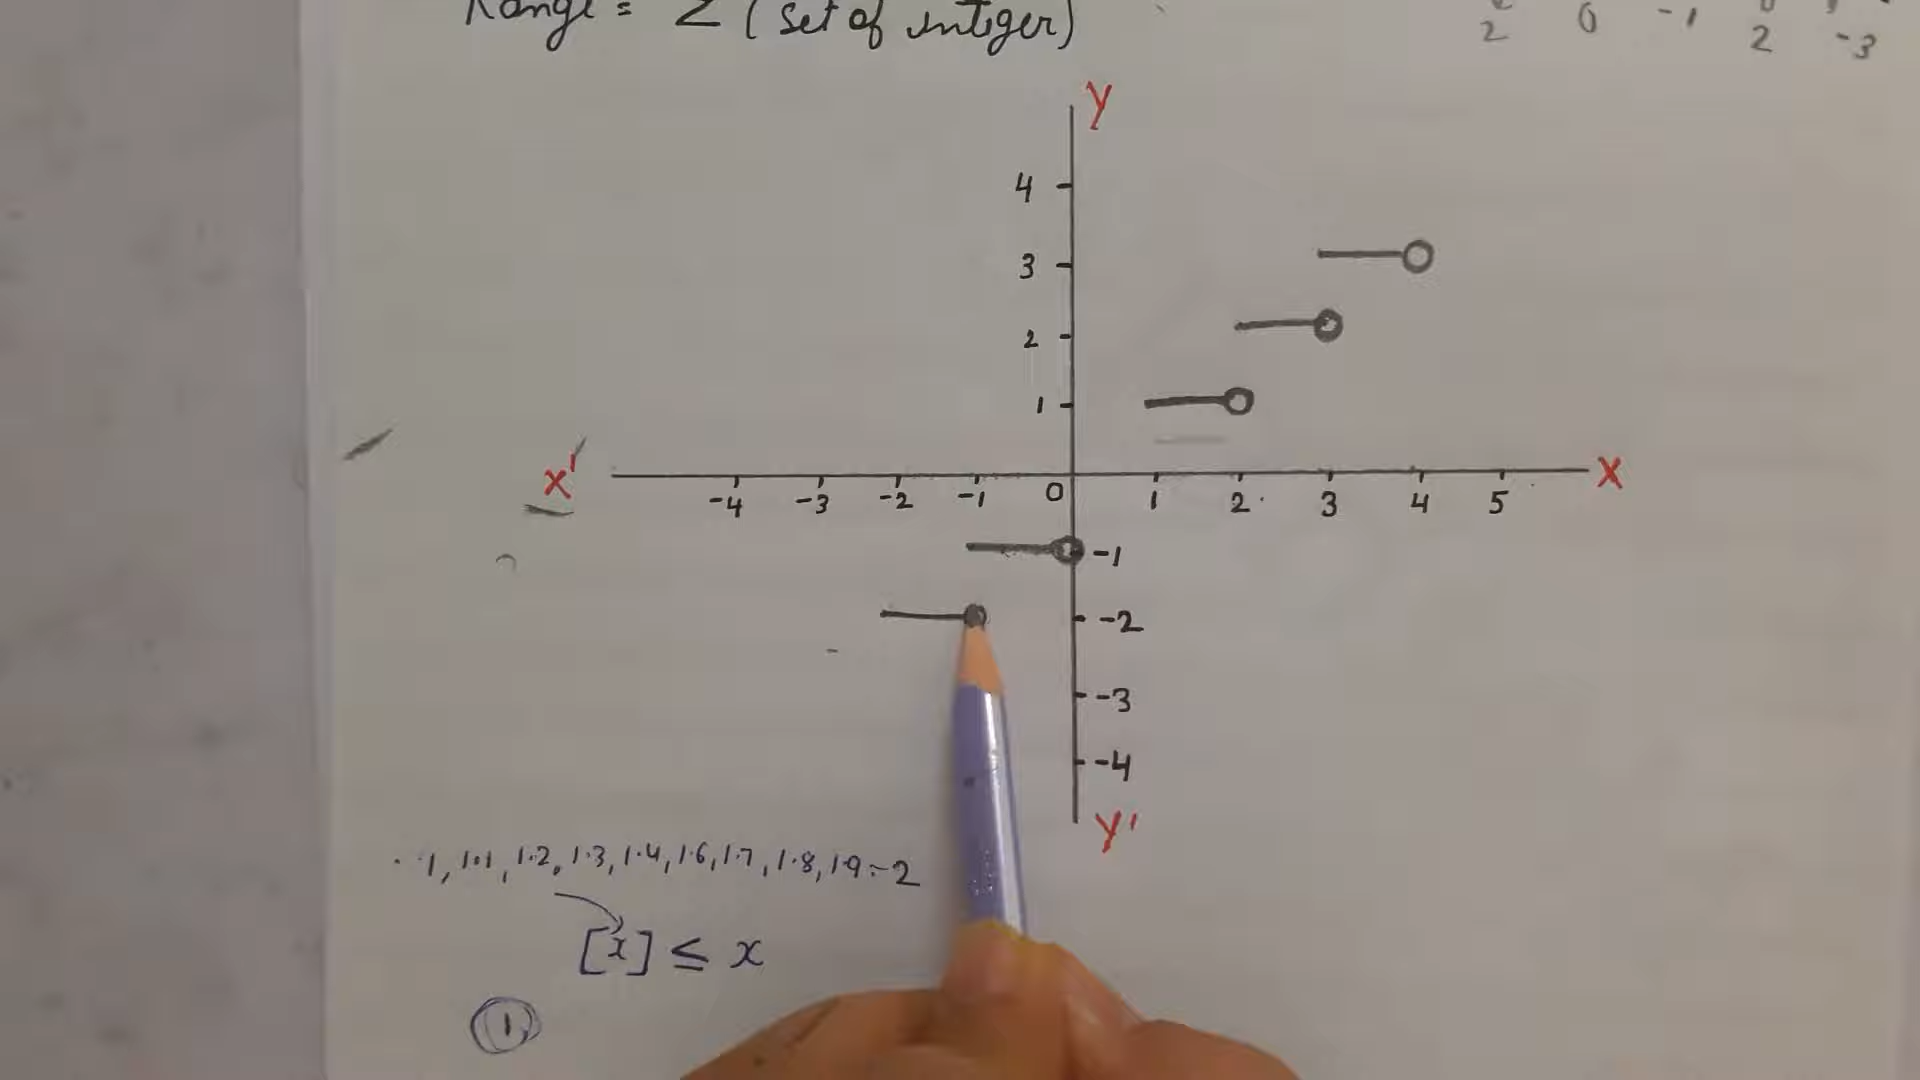 Range = Z (set of integer)
2 0 -1 2 -3
y
4
3
2
1
x' -4 -3 -2 -1 0 1 2 3 4 5 x
-1
-2
-3
-4
y'
1, 1.1, 1.2, 1.3, 1.4, 1.6, 1.7, 1.8, 1.9 - 2
[x] ≤ x
1